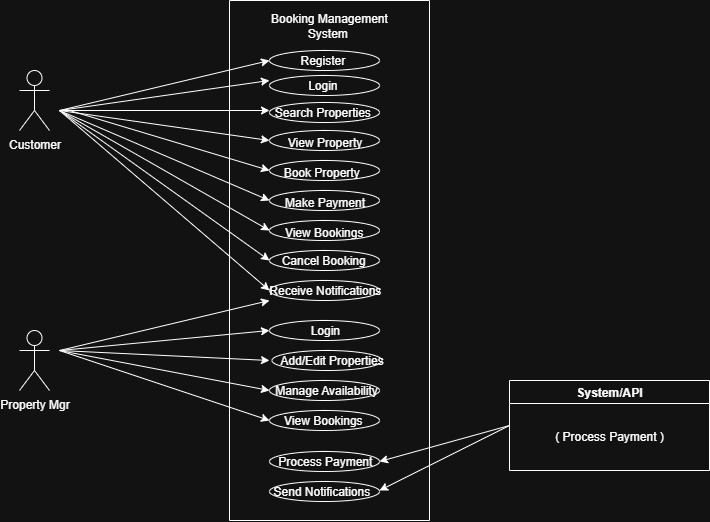 Booking Management
System
Register
Login
Search Properties
View Property
Book Property
Make Payment
View Bookings
Cancel Booking
Receive Notifications
Login
Add/Edit Properties
Manage Availability
View Bookings
Process Payment
Send Notifications
Customer
Property Mgr
System/API
( Process Payment )